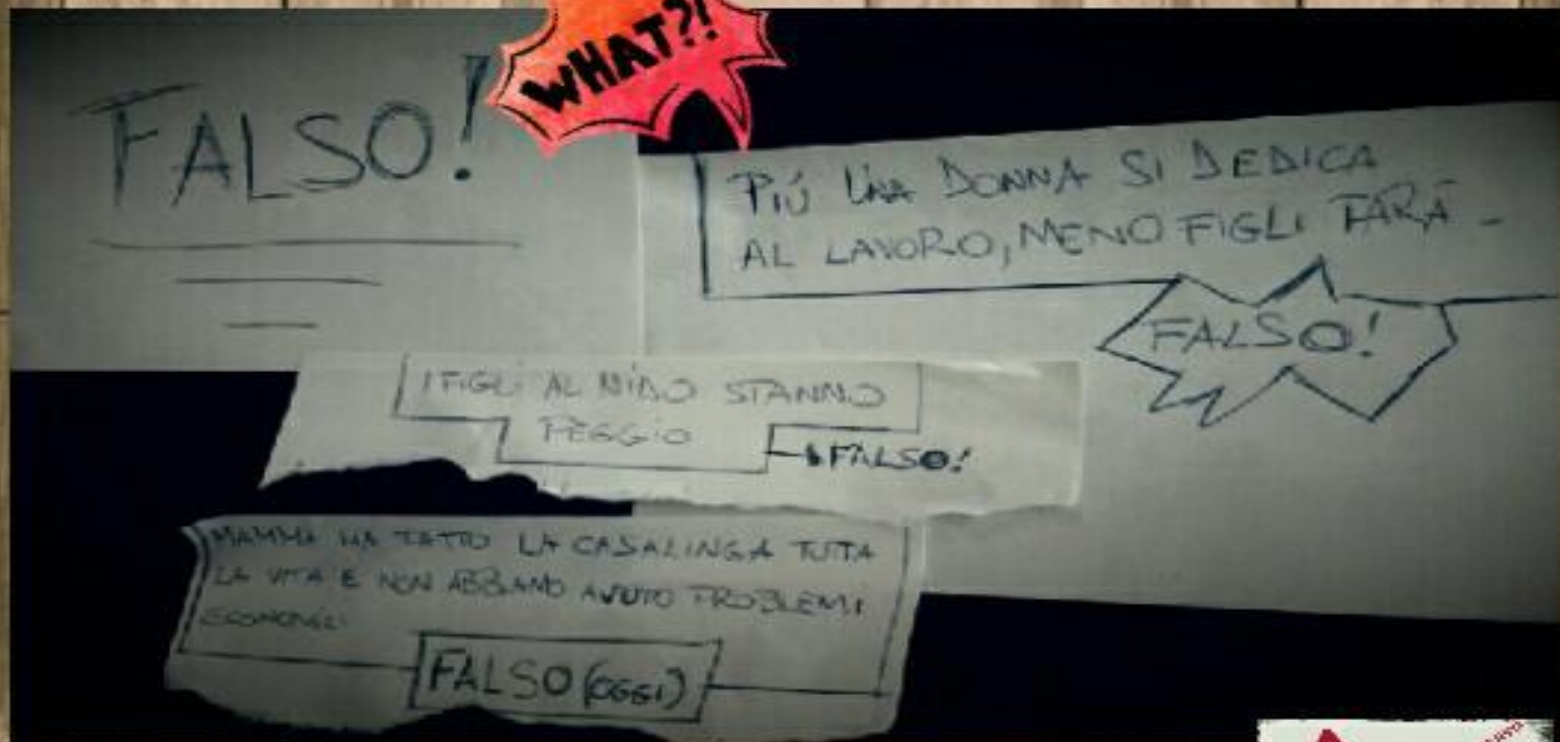 WHAT?!
FALSO!
PIÚ UNA DONNA SI DEDICA
AL LAVORO, MENO FIGLI FARÀ -
FALSO!
I FIGLI AL NIDO STANNO
PEGGIO
FALSO!
MAMMA HA FATTO LA CASALINGA TUTTA
LA VITA E NON ABBIAMO AVUTO PROBLEMI
ECONOMICI
FALSO (OGGI)